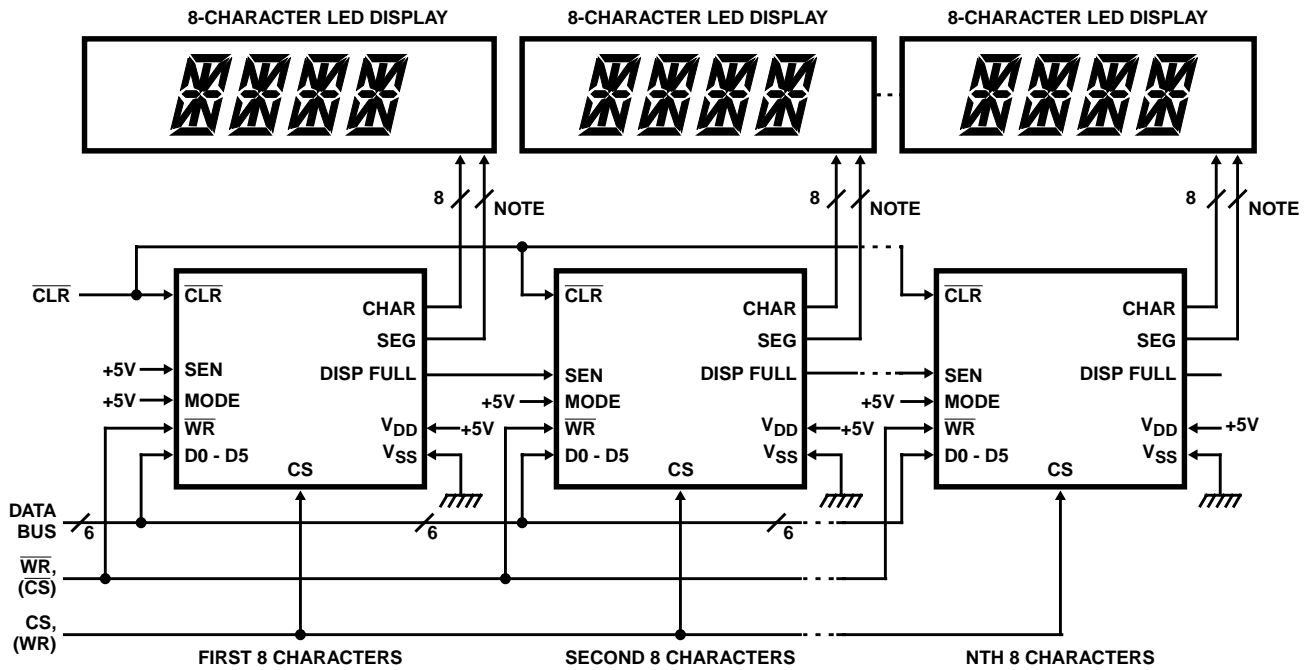 8-CHARACTER LED DISPLAY
8-CHARACTER LED DISPLAY
8-CHARACTER LED DISPLAY
8
NOTE
8
NOTE
8
NOTE
CLR
CLR
CHAR
SEG
DISP FULL
+5V
SEN
+5V
MODE
WR
D0 - D5
VDD
+5V
VSS
CS
CLR
CHAR
SEG
DISP FULL
SEN
+5V
MODE
WR
D0 - D5
VDD
+5V
VSS
CS
CLR
CHAR
SEG
DISP FULL
SEN
+5V
MODE
WR
D0 - D5
VDD
+5V
VSS
CS
DATA
BUS
6
6
6
WR,
(CS)
CS,
(WR)
FIRST 8 CHARACTERS
SECOND 8 CHARACTERS
NTH 8 CHARACTERS